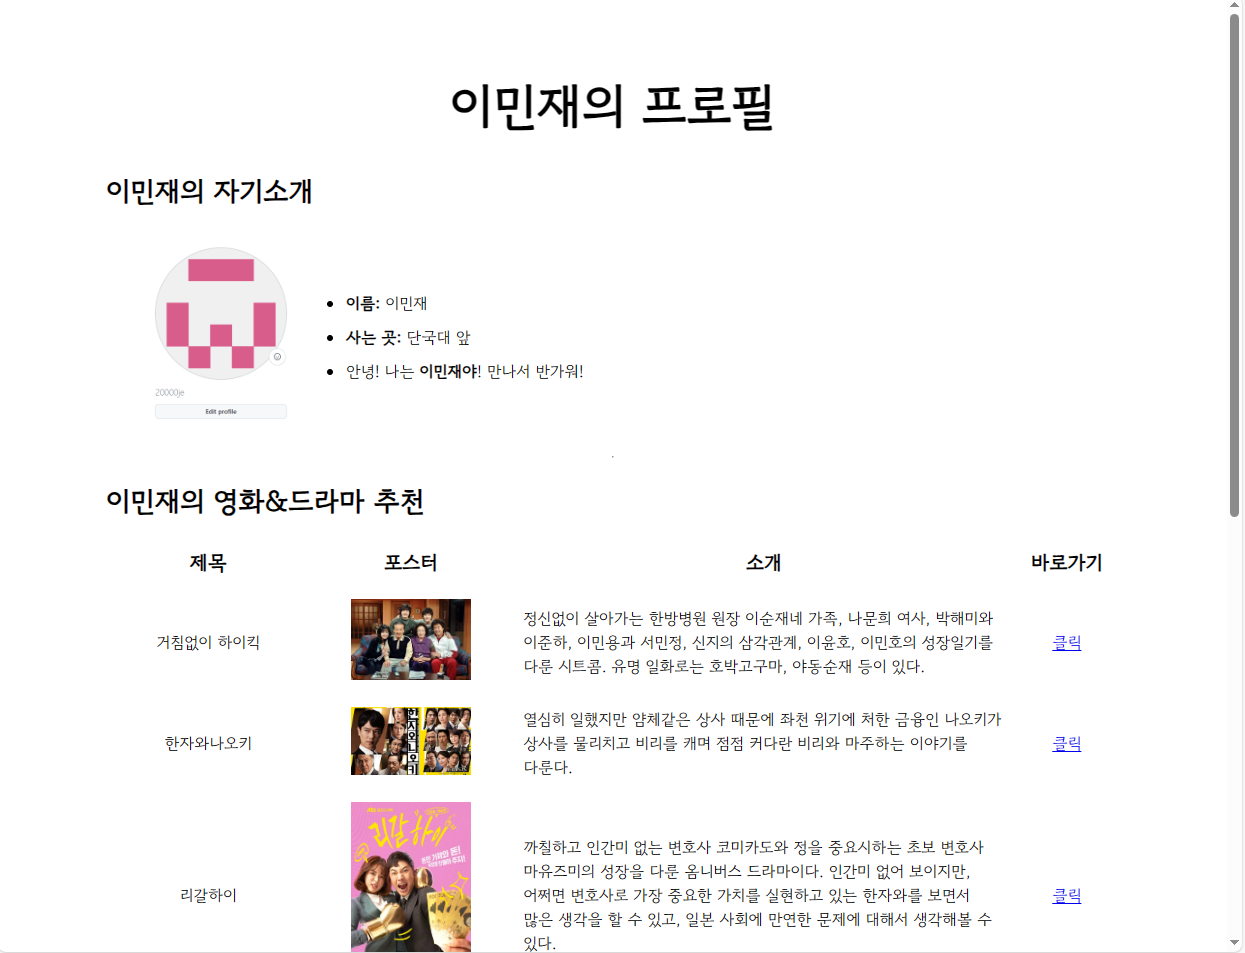 이민재의 프로필
이민재의 자기소개
20000je
Edit profile
이름: 이민재
사는 곳: 단국대 앞
안녕! 나는 이민재야! 만나서 반가워!
이민재의 영화&드라마 추천
제목 포스터 소개 바로가기
거침없이 하이킥
정신없이 살아가는 한방병원 원장 이순재네 가족, 나문희 여사, 박해미와
이준하, 이민용과 서민정, 신지의 삼각관계, 이윤호, 이민호의 성장일기를
다룬 시트콤. 유명 일화로는 호박고구마, 야동순재 등이 있다.
클릭
한자와나오키
한자와나오키
열심히 일했지만 얌체같은 상사 때문에 좌천 위기에 처한 금융인 나오키가
상사를 물리치고 비리를 캐며 점점 커다란 비리와 마주하는 이야기를
다룬다.
클릭
리갈하이
리갈하이
까칠하고 인간미 없는 변호사 코미카도와 정을 중요시하는 초보 변호사
마유즈미의 성장을 다룬 옴니버스 드라마이다. 인간미 없어 보이지만,
어쩌면 변호사로 가장 중요한 가치를 실현하고 있는 한자와를 보면서
많은 생각을 할 수 있고, 일본 사회에 만연한 문제에 대해서 생각해볼 수
있다.
클릭